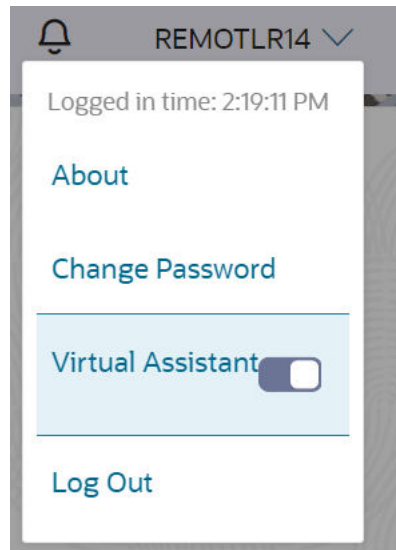 REMOTLR14
Logged in time: 2:19:11 PM
About
Change Password
Virtual Assistant
Log Out